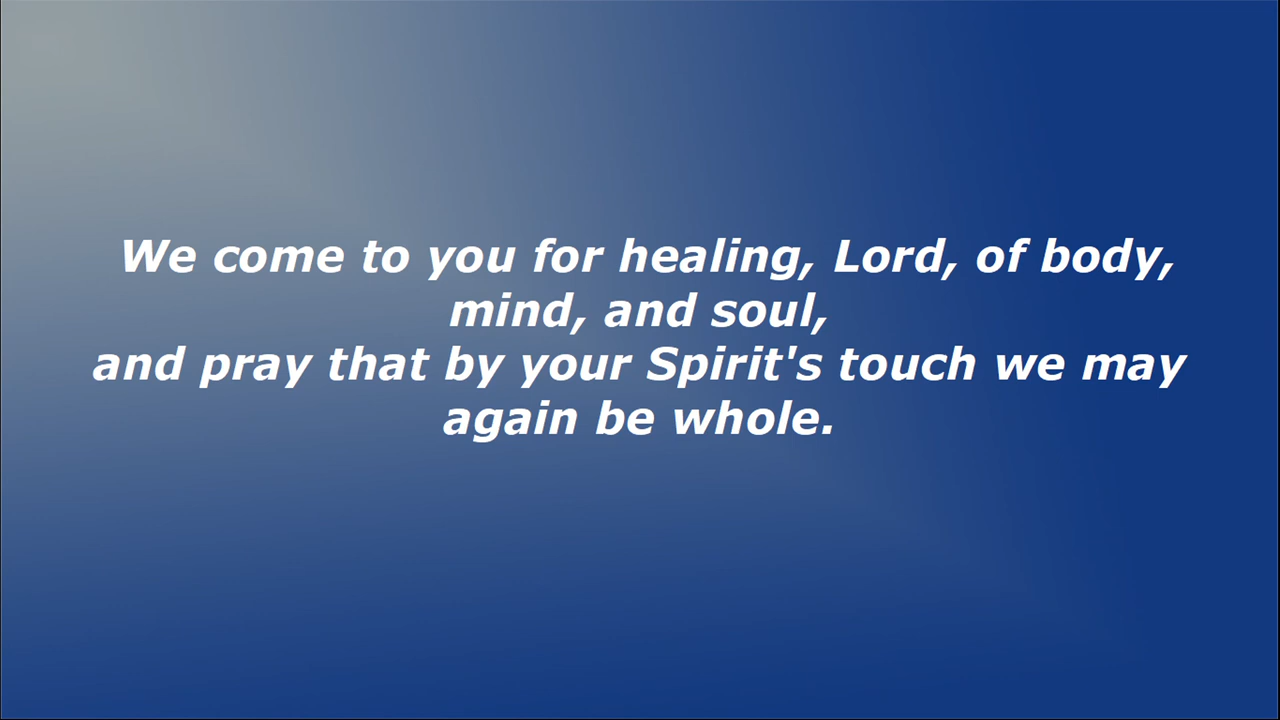 We come to you for healing, Lord, of body,
mind, and soul,
and pray that by your Spirit's touch we may
again be whole.